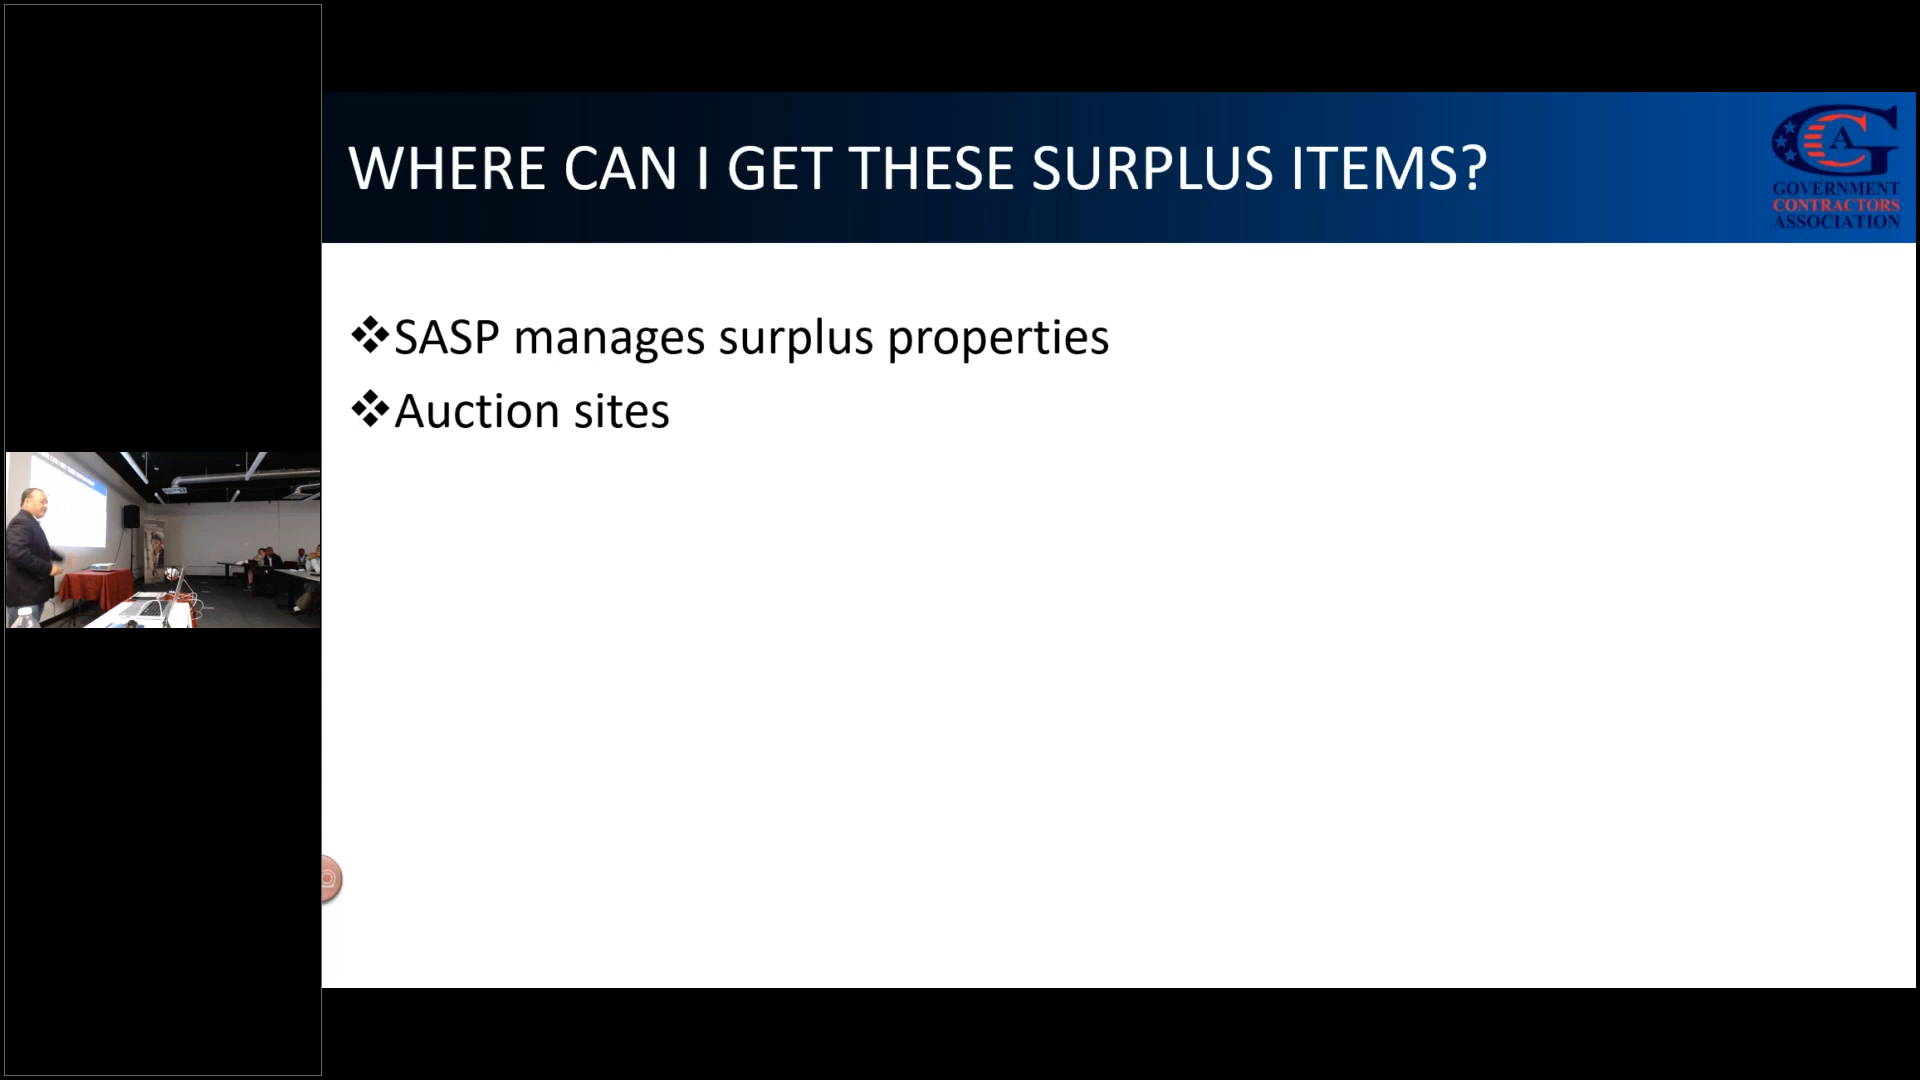 WHERE CAN I GET THESE SURPLUS ITEMS?
GOVERNMENT
CONTRACTORS
ASSOCIATION
❖SASP manages surplus properties
❖Auction sites